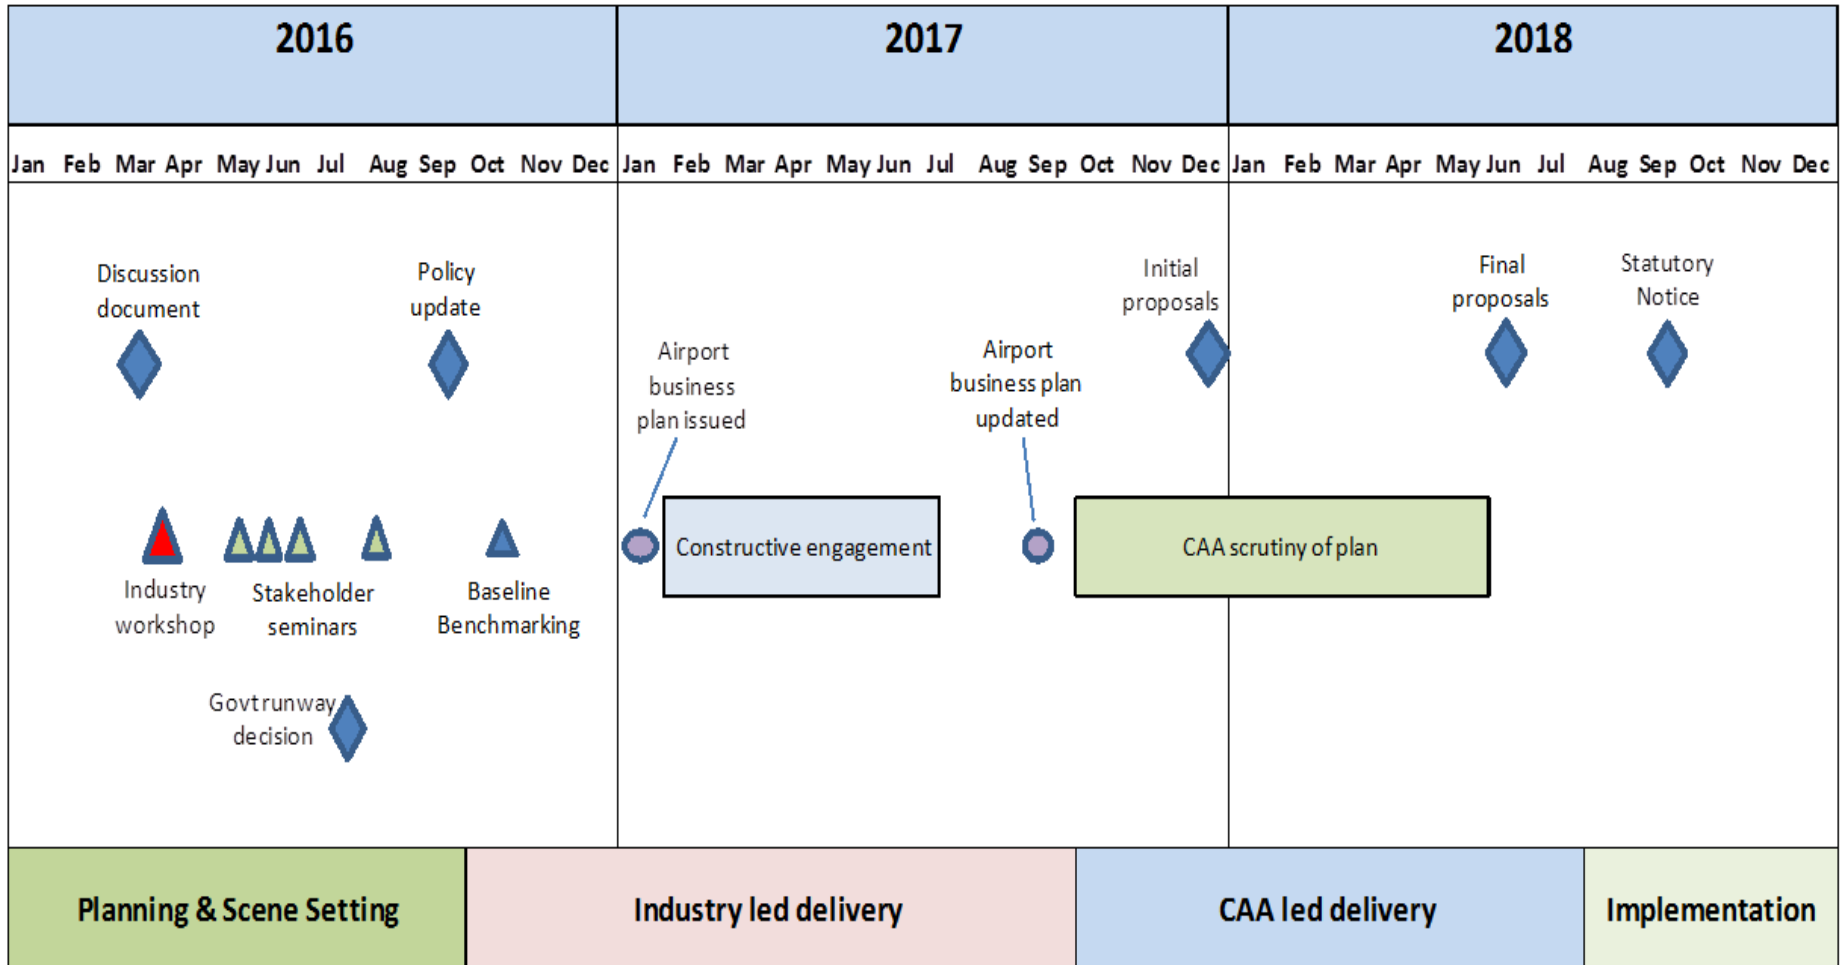 2016 2017 2018
Jan Feb Mar Apr May Jun Jul Aug Sep Oct Nov Dec Jan Feb Mar Apr May Jun Jul Aug Sep Oct Nov Dec Jan Feb Mar Apr May Jun Jul Aug Sep Oct Nov Dec
Discussion
document
Policy
update
Initial
proposals
Final
proposals
Statutory
Notice
Airport
business
plan issued
Airport
business plan
updated
Constructive engagement
CAA scrutiny of plan
Industry
workshop
Stakeholder
seminars
Baseline
Benchmarking
Govt runway
decision
Planning & Scene Setting
Industry led delivery
CAA led delivery
Implementation